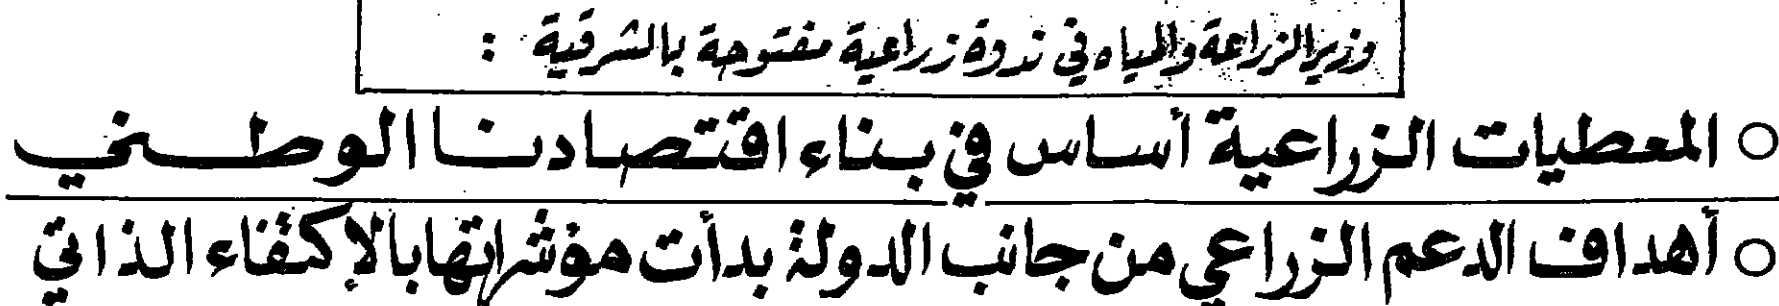 وزير الزراعة والمياه في ندوة زراعية مفتوحة بالشرقية :
○ المعطيات الزراعية أساس في بناء اقتصادنا الوطني
○ أهداف الدعم الزراعي من جانب الدولة بدأت مؤشراتها بالإكتفاء الذاتي